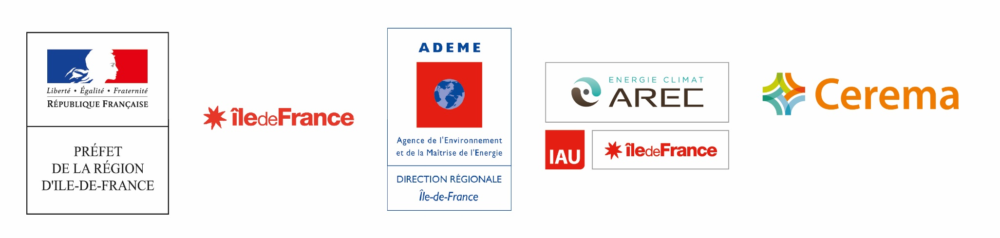 Liberté • Égalité • Fraternité
RÉPUBLIQUE FRANÇAISE
PRÉFET
DE LA RÉGION
D'ILE-DE-FRANCE
îledeFrance
ADEME
Agence de l'Environnement
et de la Maîtrise de l'Energie
DIRECTION RÉGIONALE
Île-de-France
ENERGIE CLIMAT
AREC
IAU
îledeFrance
Cerema